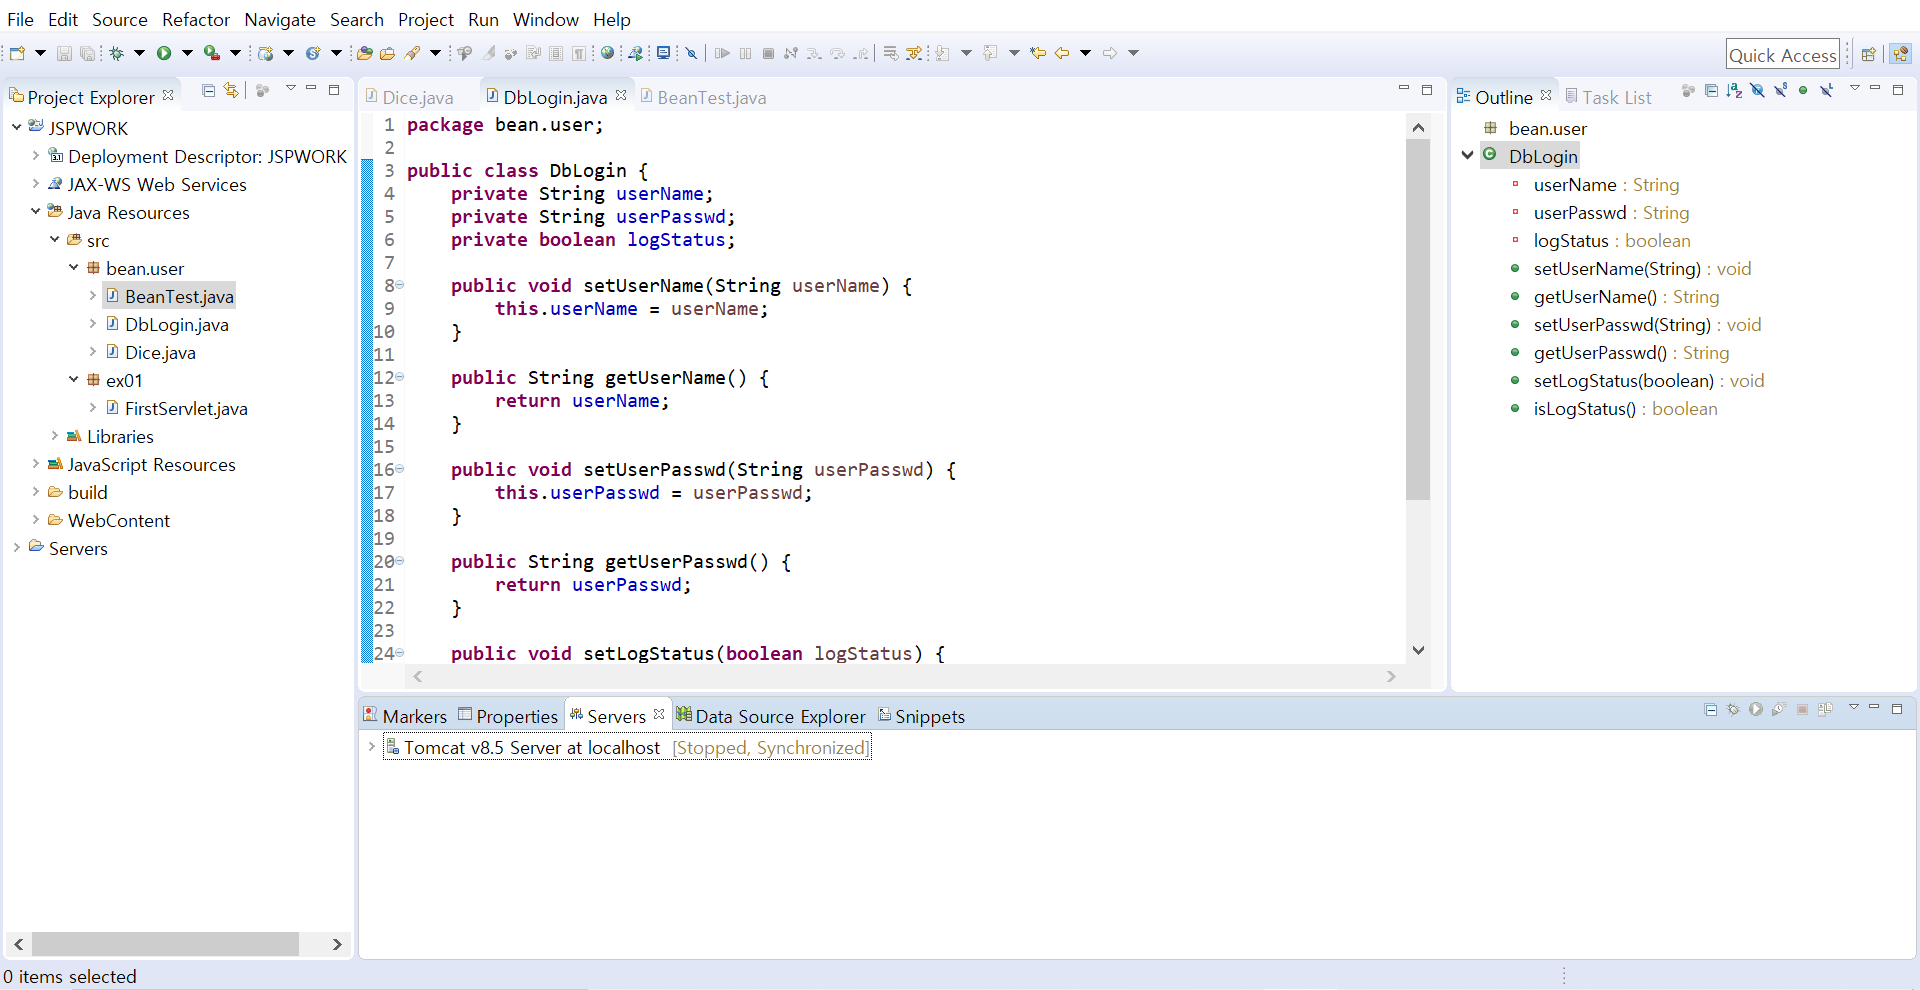 File Edit Source Refactor Navigate Search Project Run Window Help
Quick Access
Project Explorer
JSPWORK
Deployment Descriptor: JSPWORK
JAX-WS Web Services
Java Resources
src
bean.user
BeanTest.java
DbLogin.java
Dice.java
ex01
FirstServlet.java
Libraries
JavaScript Resources
build
WebContent
Servers
Dice.java DbLogin.java BeanTest.java
1 package bean.user;
2
3 public class DbLogin {
4 private String userName;
5 private String userPasswd;
6 private boolean logStatus;
7
8 public void setUserName(String userName) {
9 this.userName = userName;
10 }
11
12 public String getUserName() {
13 return userName;
14 }
15
16 public void setUserPasswd(String userPasswd) {
17 this.userPasswd = userPasswd;
18 }
19
20 public String getUserPasswd() {
21 return userPasswd;
22 }
23
24 public void setLogStatus(boolean logStatus) {
Outline Task List
bean.user
DbLogin
userName : String
userPasswd : String
logStatus : boolean
setUserName(String) : void
getUserName() : String
setUserPasswd(String) : void
getUserPasswd() : String
setLogStatus(boolean) : void
isLogStatus() : boolean
Markers Properties Servers Data Source Explorer Snippets
Tomcat v8.5 Server at localhost [Stopped, Synchronized]
0 items selected